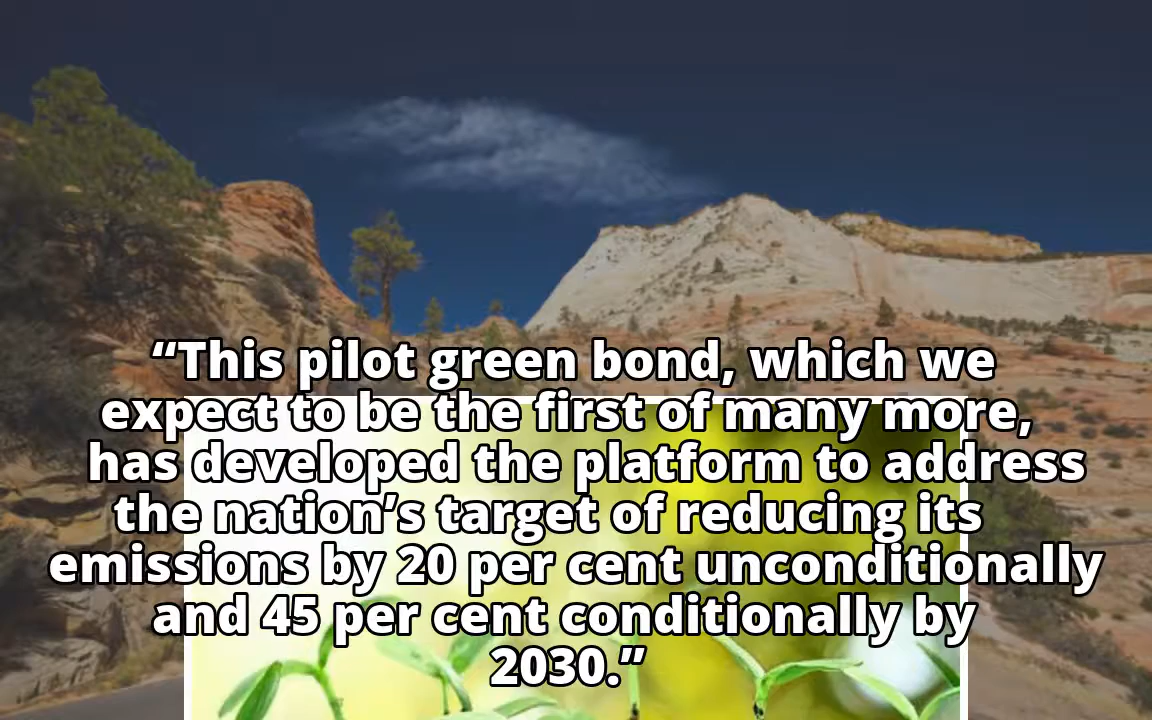 “This pilot green bond, which we
expect to be the first of many more,
has developed the platform to address
the nation’s target of reducing its
emissions by 20 per cent unconditionally
and 45 per cent conditionally by
2030.”